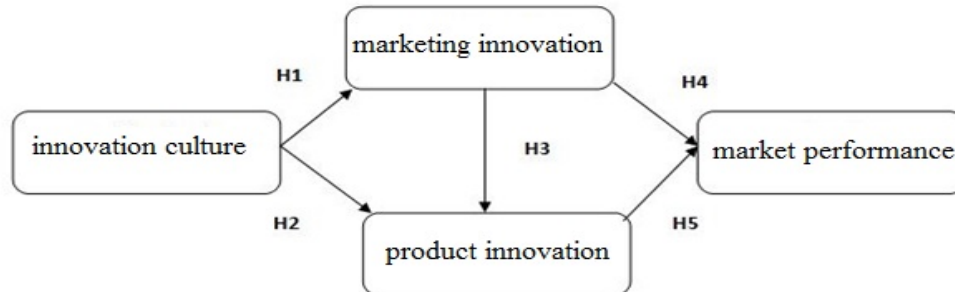 marketing innovation
H1
H4
innovation culture
H3
market performance
H2
H5
product innovation